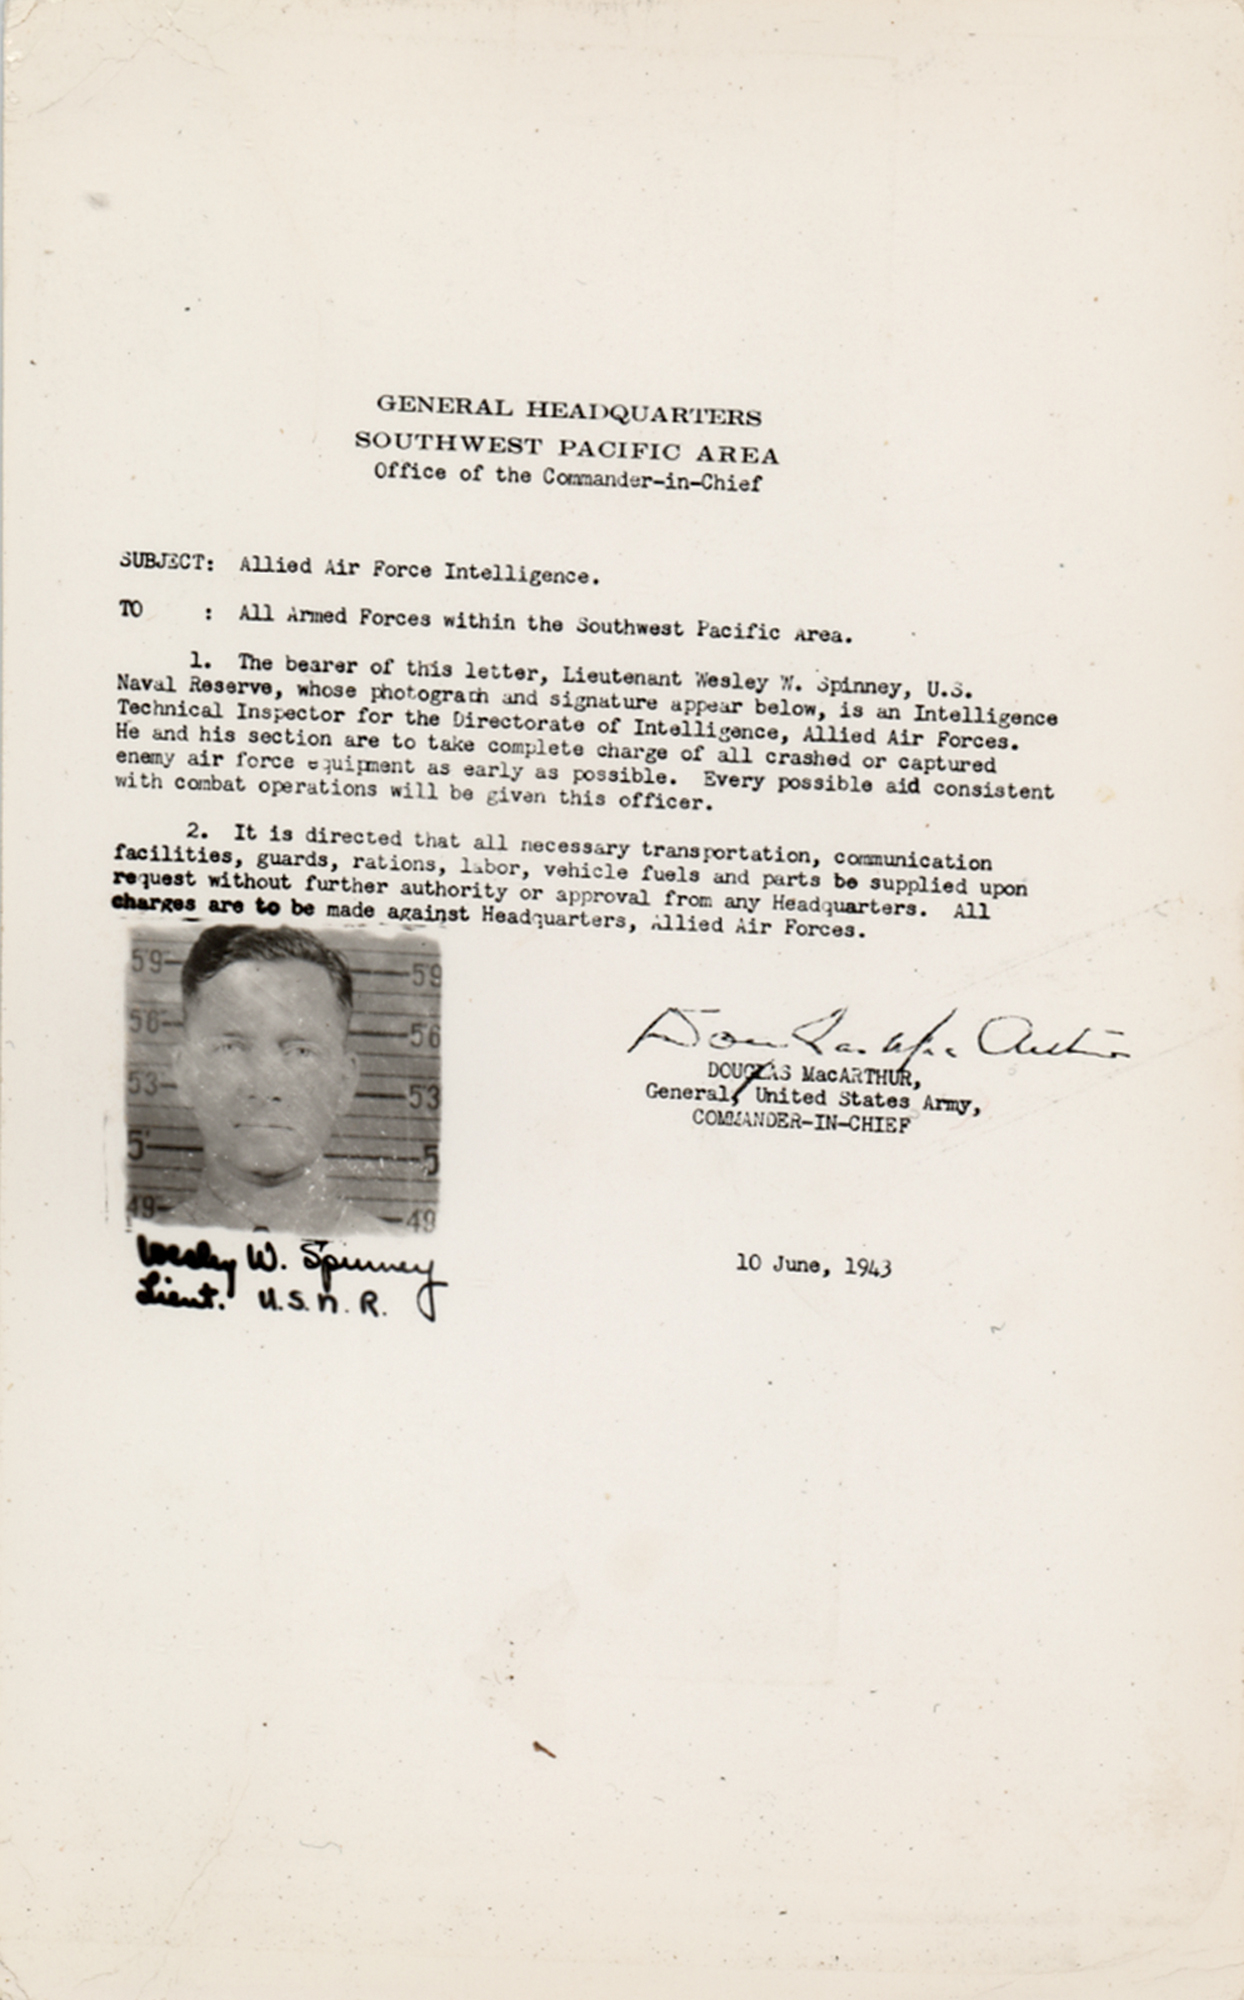 GENERAL HEADQUARTERS
SOUTHWEST PACIFIC AREA
Office of the Commander-in-Chief
SUBJECT: Allied Air Force Intelligence.
TO : All Armed Forces within the Southwest Pacific Area.
1. The bearer of this letter, Lieutenant Wesley W. Spinney, U.S.
Naval Reserve, whose photograph and signature appear below, is an Intelligence
Technical Inspector for the Directorate of Intelligence, Allied Air Forces.
He and his section are to take complete charge of all crashed or captured
enemy air force equipment as early as possible. Every possible aid consistent
with combat operations will be given this officer.
2. It is directed that all necessary transportation, communication
facilities, guards, rations, labor, vehicle fuels and parts be supplied upon
request without further authority or approval from any Headquarters. All
charges are to be made against Headquarters, Allied Air Forces.
59 59
56 56
53 53
5' 5
49 49
Douglas MacArthur
DOUGLAS MacARTHUR,
General, United States Army,
COMMANDER-IN-CHIEF
Wesley W. Spinney
Lieut. U.S.N.R.
10 June, 1943